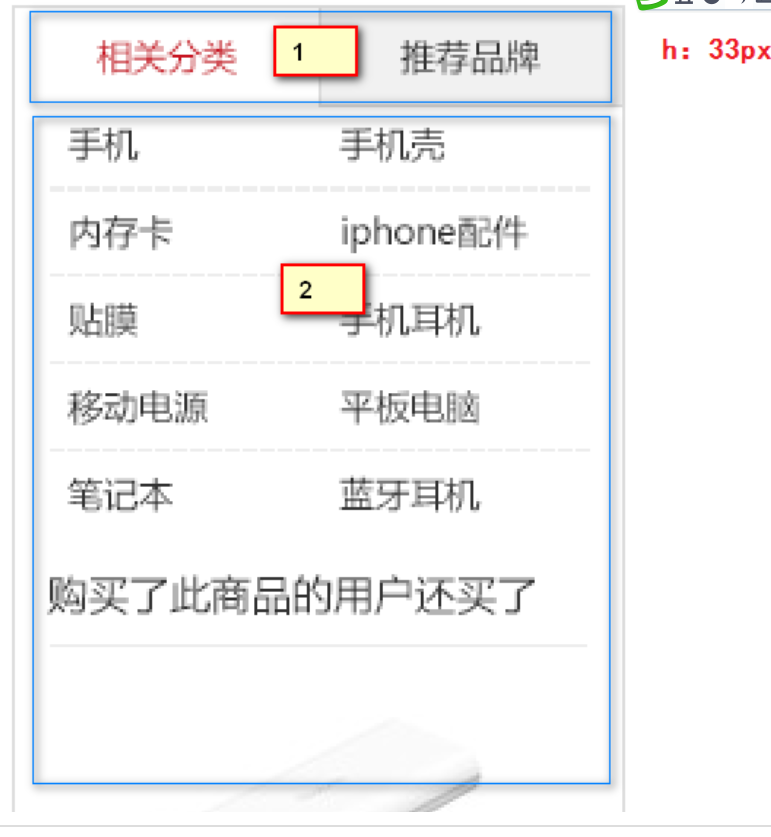 相关分类 1 推荐品牌
h: 33px
手机 手机壳
内存卡 iphone配件
2
贴膜 手机耳机
移动电源 平板电脑
笔记本 蓝牙耳机
购买了此商品的用户还买了